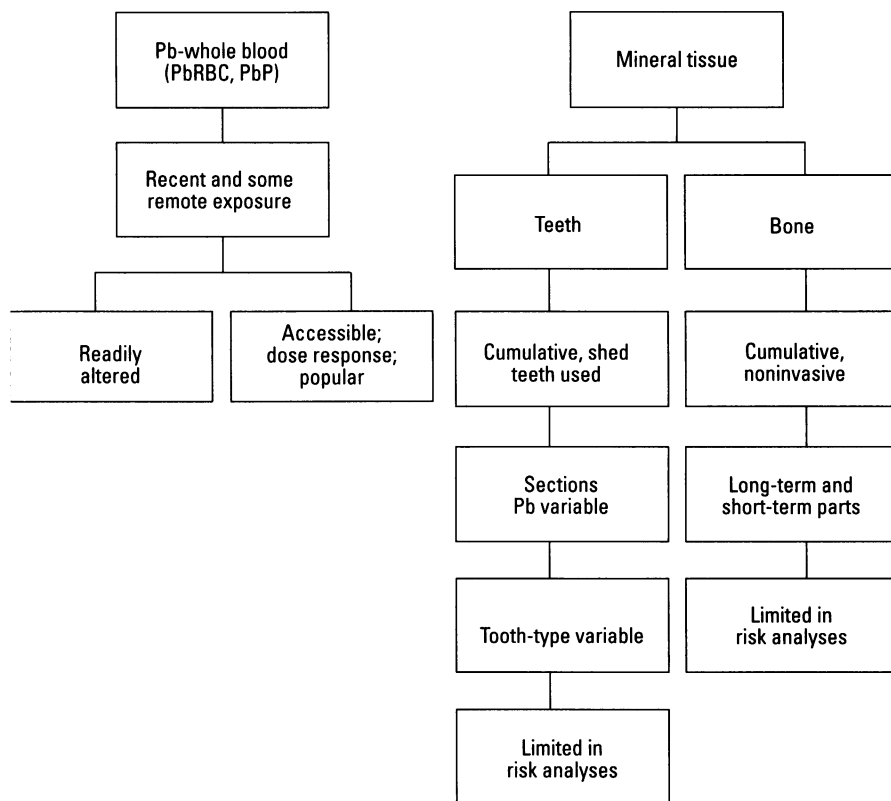 Pb-whole blood
(PbRBC, PbP)
Recent and some
remote exposure
Readily
altered
Accessible;
dose response;
popular
Mineral tissue
Teeth
Bone
Cumulative, shed
teeth used
Cumulative,
noninvasive
Sections
Pb variable
Long-term and
short-term parts
Tooth-type variable
Limited in
risk analyses
Limited in
risk analyses